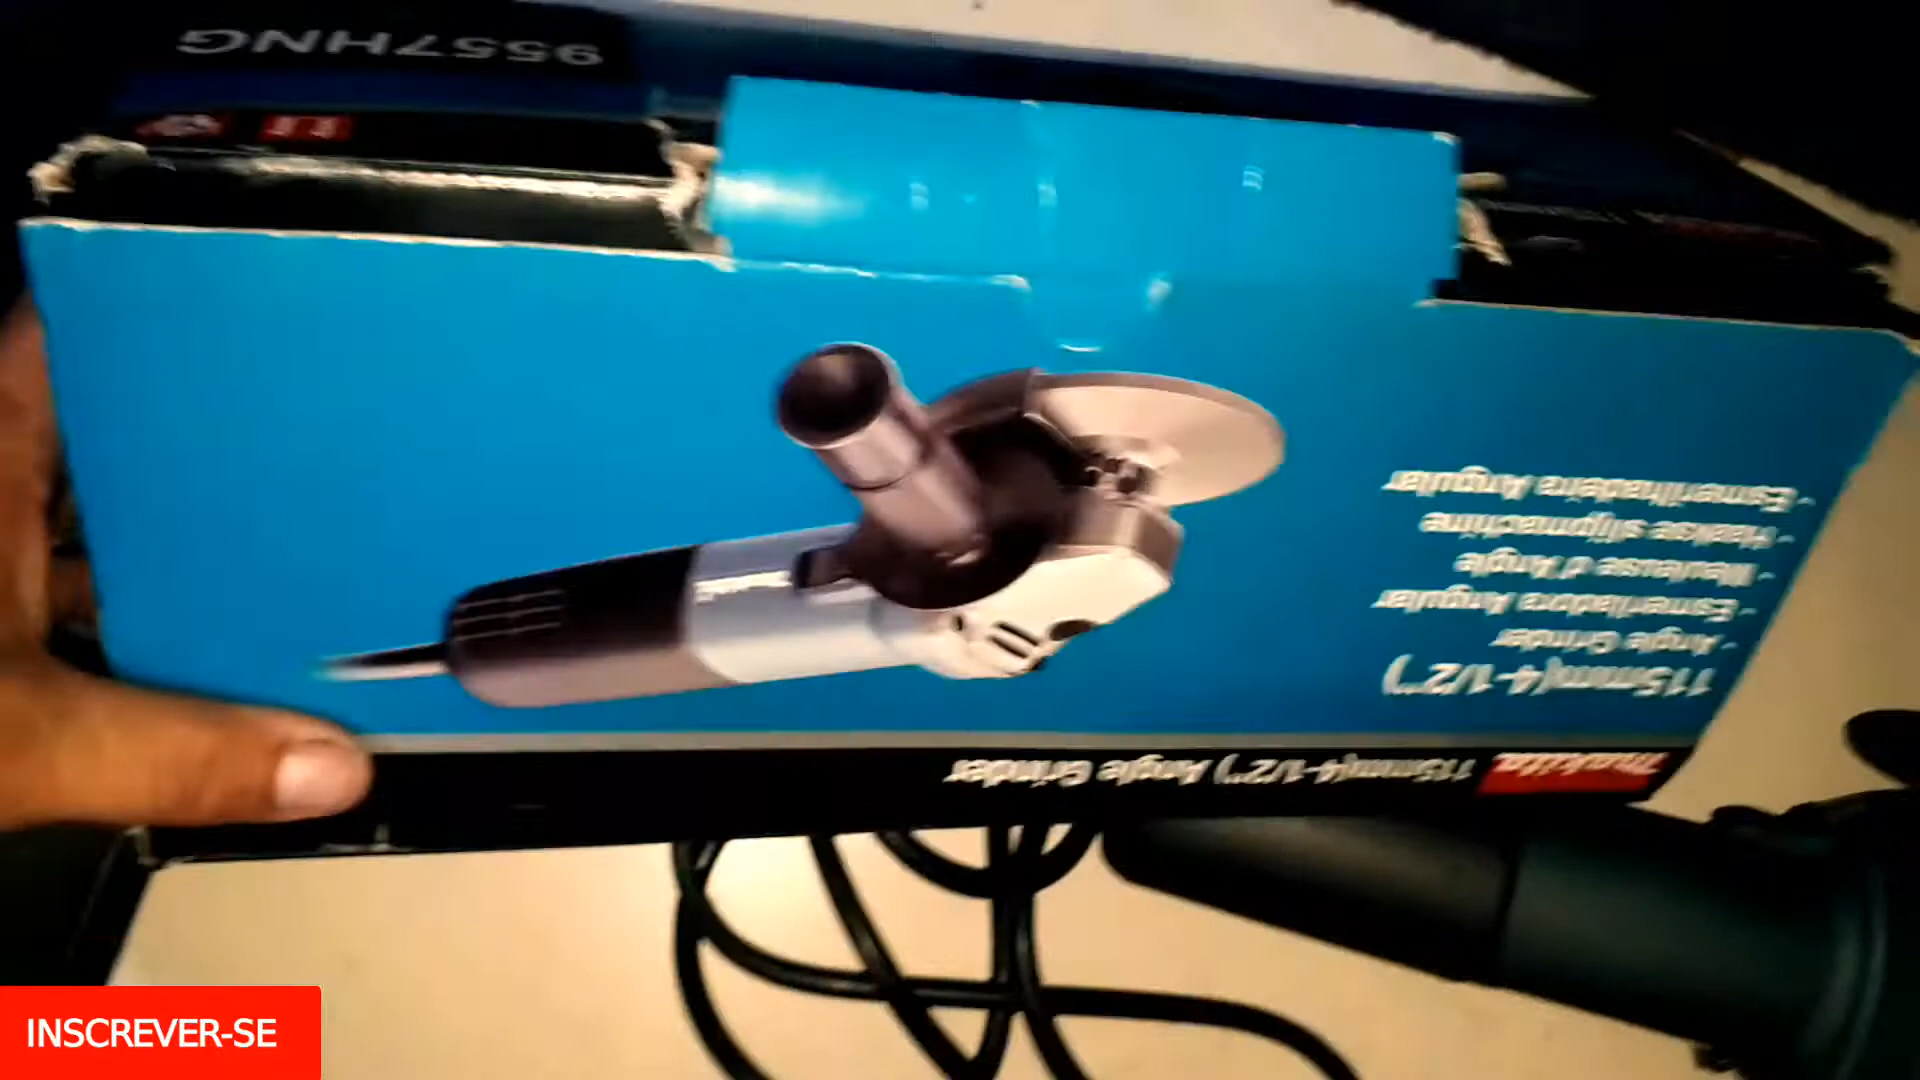 9557HNG
115mm(4-1/2")
- Angle Grinder
- Esmeriladora Angular
- Meuleuse d'Angle
- Haakse slijpmachine
- Esmerilhadeira Angular
Makita 115mm(4-1/2") Angle Grinder
INSCREVER-SE